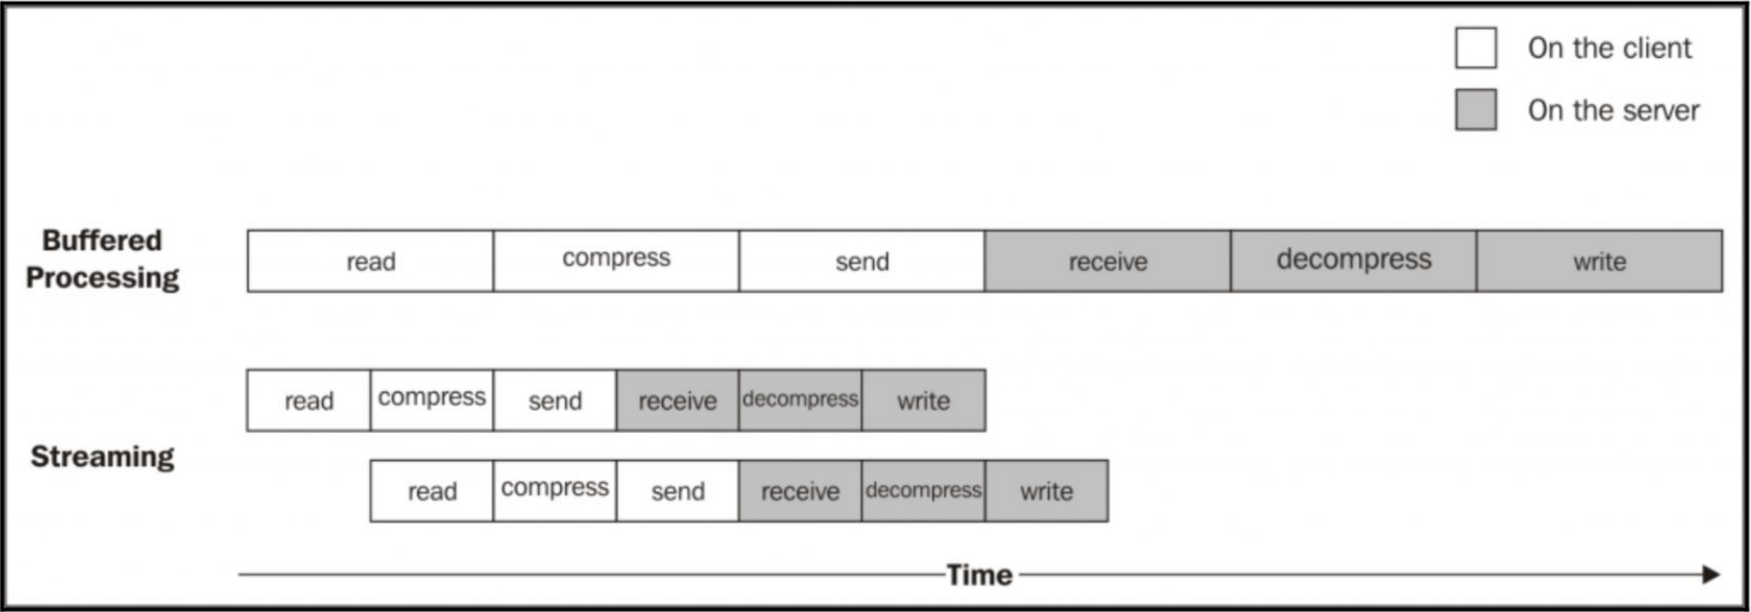 On the client
On the server
Buffered
Processing
read compress send receive decompress write
Streaming
read compress send receive decompress write
read compress send receive decompress write
Time